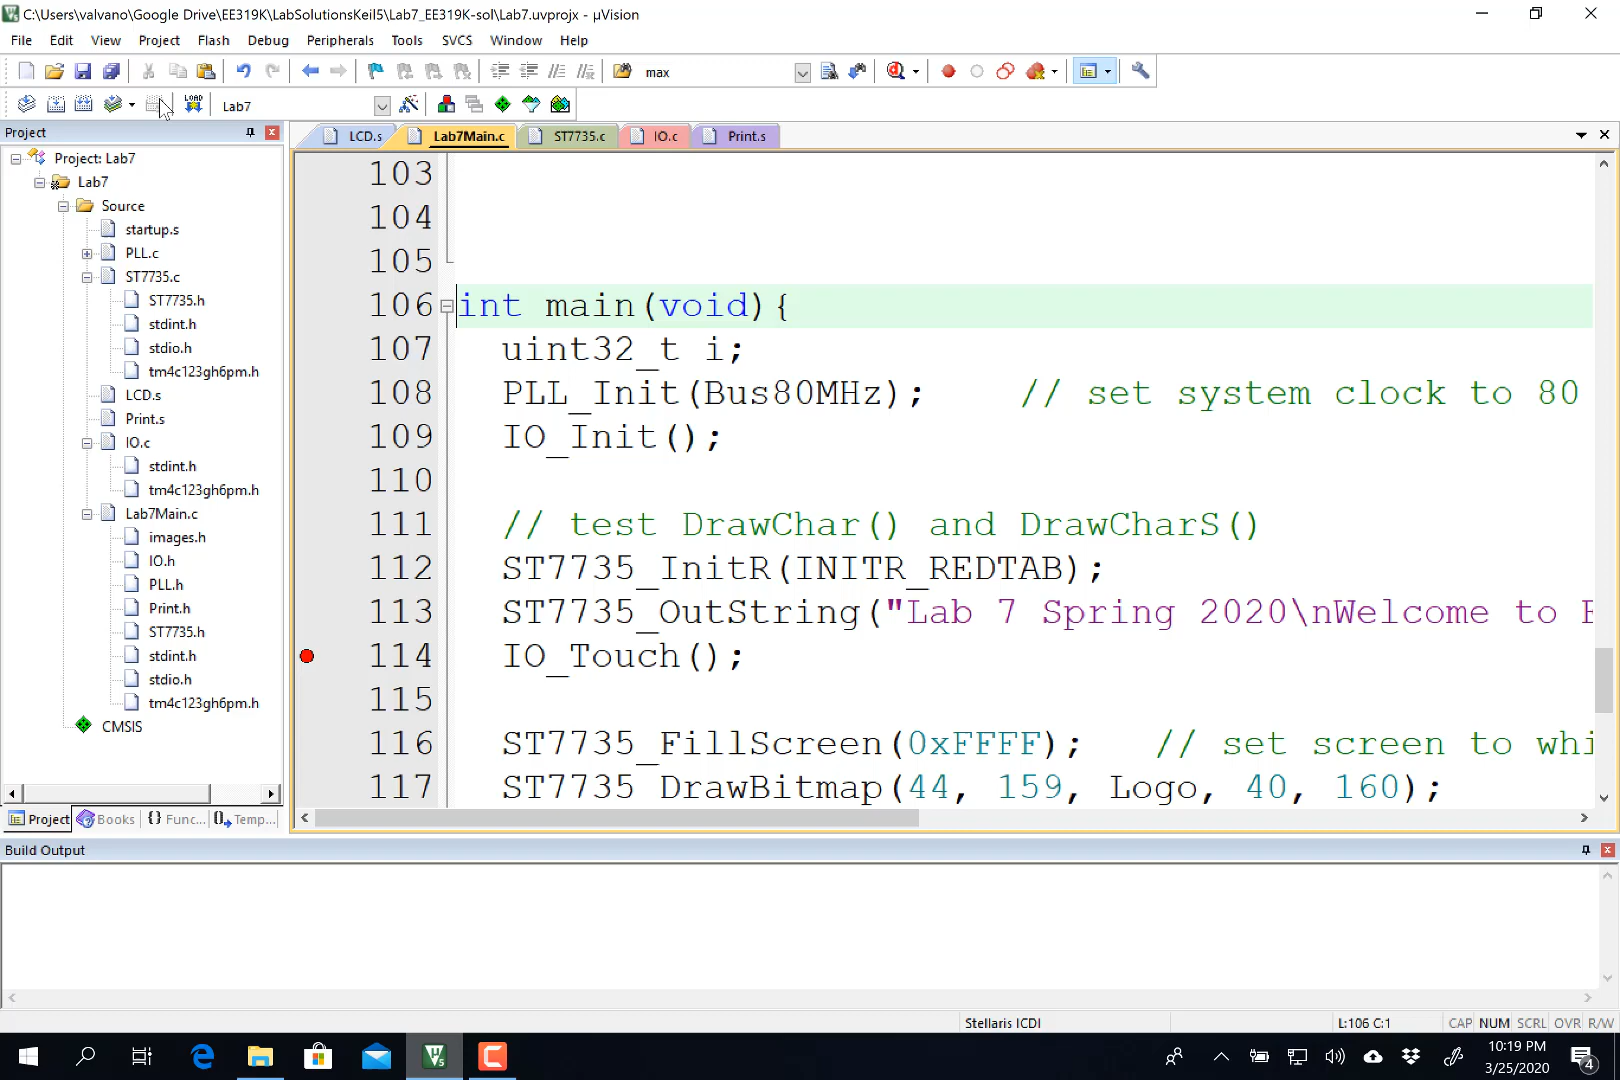 C:\Users\valvano\Google Drive\EE319K\LabSolutionsKeil5\Lab7_EE319K-sol\Lab7.uvprojx - µVision
File Edit View Project Flash Debug Peripherals Tools SVCS Window Help
max
LOAD Lab7
Project
LCD.s Lab7Main.c ST7735.c IO.c Print.s
Project: Lab7
Lab7
Source
startup.s
PLL.c
ST7735.c
ST7735.h
stdint.h
stdio.h
tm4c123gh6pm.h
LCD.s
Print.s
IO.c
stdint.h
tm4c123gh6pm.h
Lab7Main.c
images.h
IO.h
PLL.h
Print.h
ST7735.h
stdint.h
stdio.h
tm4c123gh6pm.h
CMSIS
Project Books {} Func... Temp...
103
104
105
106 int main(void){
107 uint32_t i;
108 PLL_Init(Bus80MHz); // set system clock to 80
109 IO_Init();
110
111 // test DrawChar() and DrawCharS()
112 ST7735_InitR(INITR_REDTAB);
113 ST7735_OutString("Lab 7 Spring 2020\nWelcome to E
114 IO_Touch();
115
116 ST7735_FillScreen(0xFFFF); // set screen to whi
117 ST7735_DrawBitmap(44, 159, Logo, 40, 160);
Build Output
Stellaris ICDI L:106 C:1 CAP NUM SCRL OVR R/W
10:19 PM
3/25/2020
4